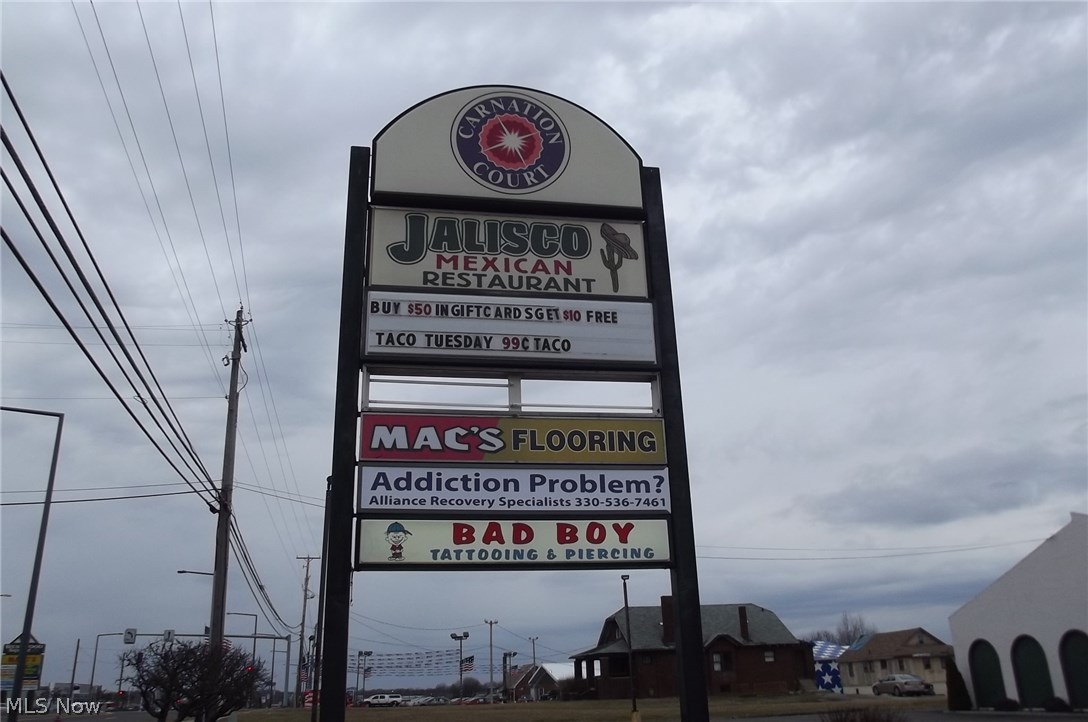 CARNATION
COURT
JALISCO
MEXICAN
RESTAURANT
BUY $50 IN GIFT CARDS GET $10 FREE
TACO TUESDAY 99¢ TACO
MAC'S FLOORING
Addiction Problem?
Alliance Recovery Specialists 330-536-7461
BAD BOY
TATTOOING & PIERCING
MLS Now